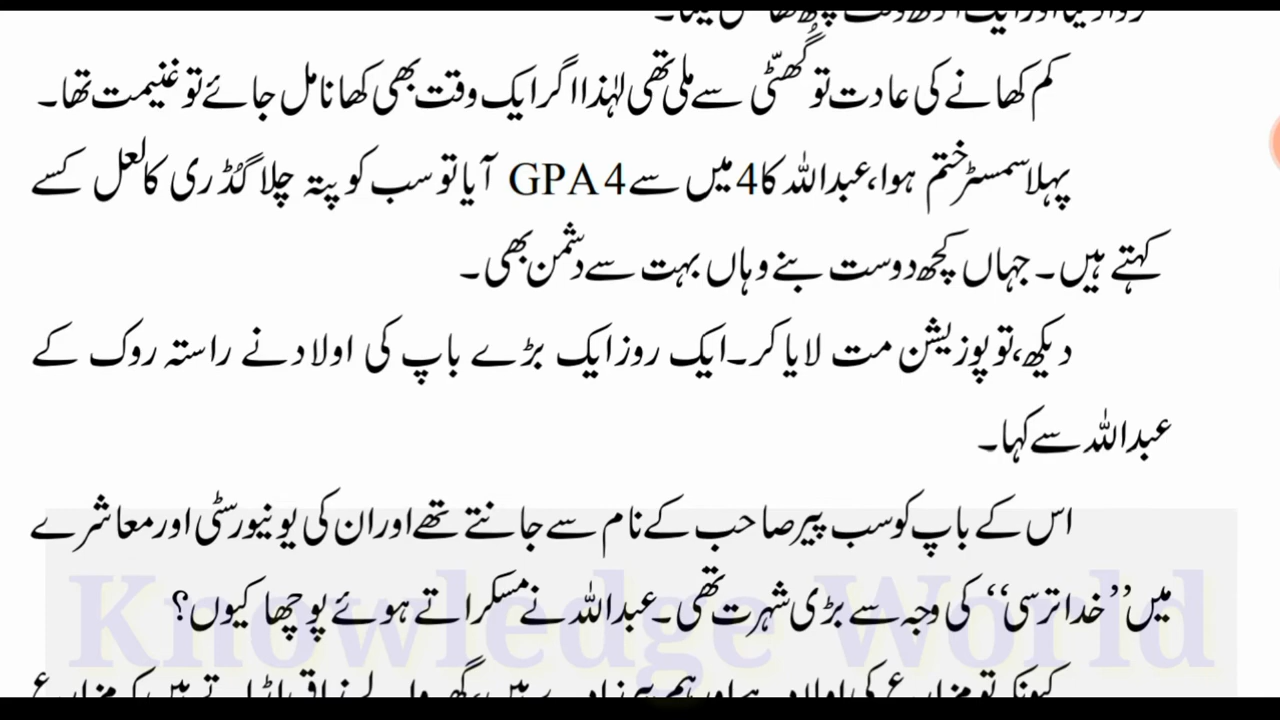 کم کھانے کی عادت تو گُھٹّی سے ملی تھی لہٰذا اگر ایک وقت بھی کھانا مل جائے تو غنیمت تھا۔
پہلا سمسٹر ختم ہوا، عبداللہ کا 4 میں سے 4 GPA آیا تو سب کو پتہ چلا گُڈری کا لعل کسے
کہتے ہیں۔ جہاں کچھ دوست بنے وہاں بہت سے دشمن بھی۔
دیکھ، تو پوزیشن مت لایا کر۔ ایک روز ایک بڑے باپ کی اولاد نے راستہ روک کے
عبداللہ سے کہا۔
اس کے باپ کو سب پیر صاحب کے نام سے جانتے تھے اور ان کی یونیورسٹی اور معاشرے
میں ’’خدا ترسی‘‘ کی وجہ سے بڑی شہرت تھی۔ عبداللہ نے مسکراتے ہوئے پوچھا کیوں؟
Knowledge World